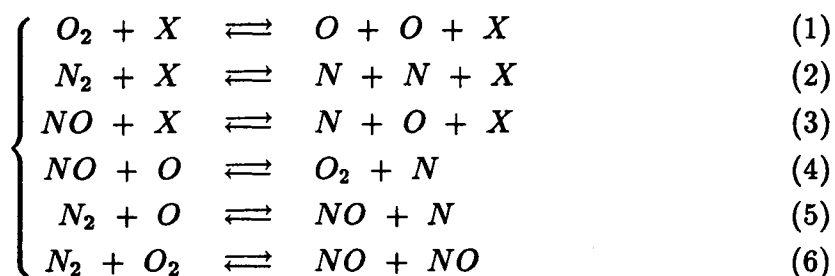 O₂ + X ⇌ O + O + X (1)
N₂ + X ⇌ N + N + X (2)
NO + X ⇌ N + O + X (3)
NO + O ⇌ O₂ + N (4)
N₂ + O ⇌ NO + N (5)
N₂ + O₂ ⇌ NO + NO (6)